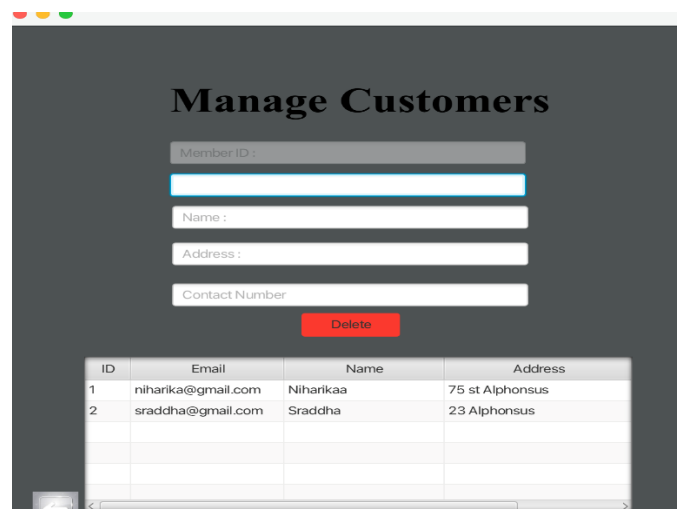 Manage Customers
Member ID :
Name :
Address :
Contact Number
Delete
ID Email Name Address
1 niharika@gmail.com Niharikaa 75 st Alphonsus
2 sraddha@gmail.com Sraddha 23 Alphonsus